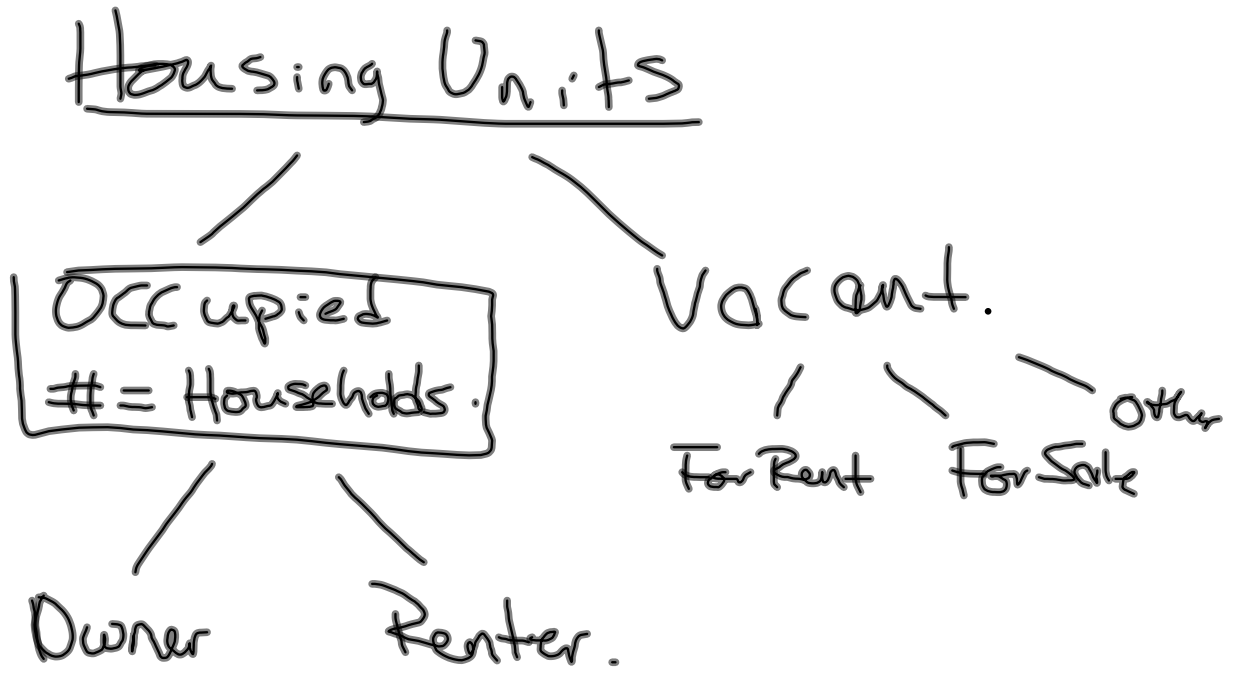 Housing Units
Occupied
# = Households.
Vacant.
For Rent
For Sale
Other
Owner
Renter.